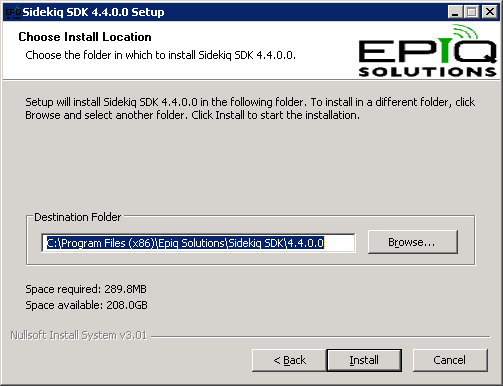 Sidekiq SDK 4.4.0.0 Setup
Choose Install Location
Choose the folder in which to install Sidekiq SDK 4.4.0.0.
EPIQ
SOLUTIONS
Setup will install Sidekiq SDK 4.4.0.0 in the following folder. To install in a different folder, click
Browse and select another folder. Click Install to start the installation.
Destination Folder
C:\Program Files (x86)\Epiq Solutions\Sidekiq SDK\4.4.0.0
Browse...
Space required: 289.8MB
Space available: 208.0GB
Nullsoft Install System v3.01
< Back
Install
Cancel